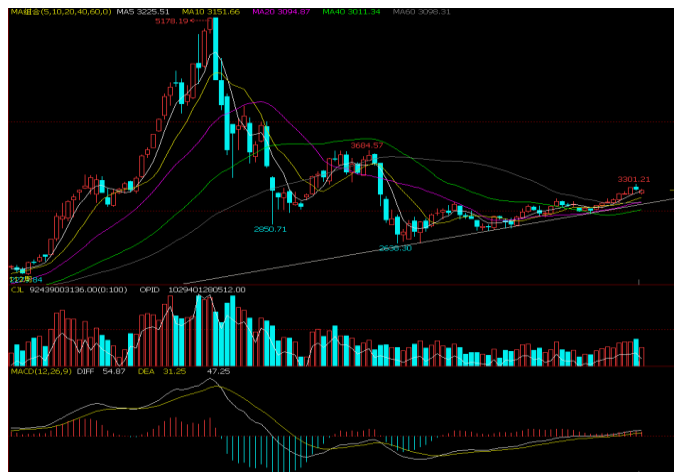 MA组合(5,10,20,40,60,0) MA5 3225.51 MA10 3151.66 MA20 3094.87 MA40 3011.34 MA60 3098.31
5178.19
3684.57
3301.21
2850.71
2638.30
CJL 92439003136.00(0:100) OPID 1029401280512.00
MACD(12,26,9) DIFF 54.87 DEA 31.25 47.25